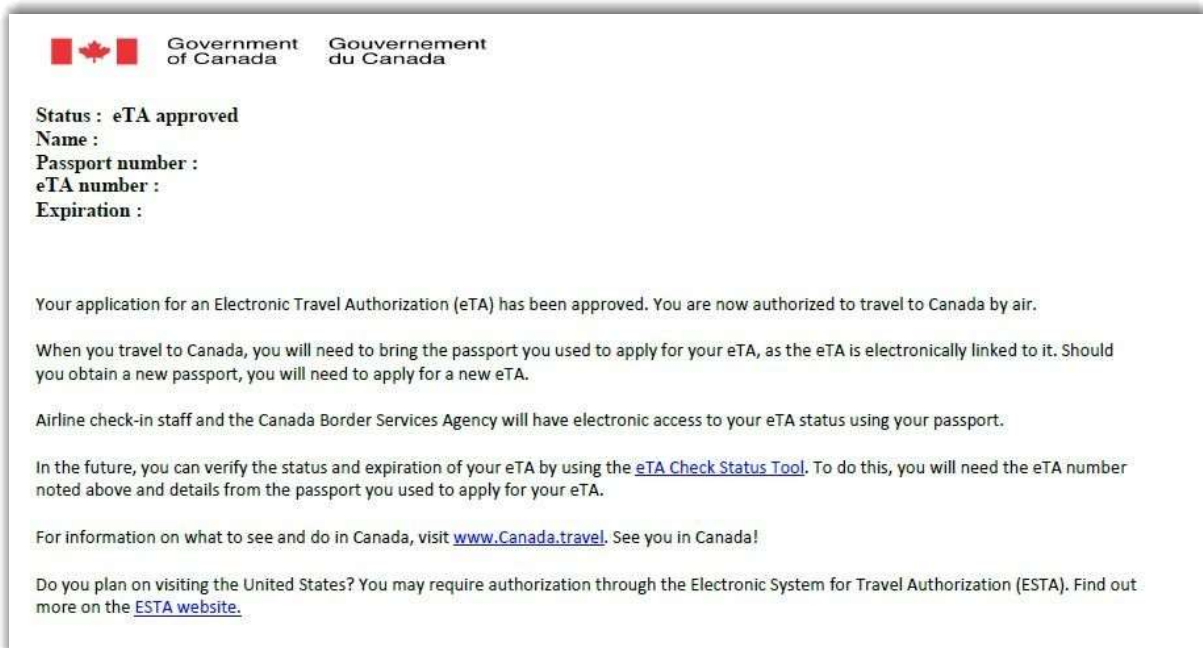 Government Gouvernement
of Canada du Canada
Status : eTA approved
Name :
Passport number :
eTA number :
Expiration :
Your application for an Electronic Travel Authorization (eTA) has been approved. You are now authorized to travel to Canada by air.
When you travel to Canada, you will need to bring the passport you used to apply for your eTA, as the eTA is electronically linked to it. Should
you obtain a new passport, you will need to apply for a new eTA.
Airline check-in staff and the Canada Border Services Agency will have electronic access to your eTA status using your passport.
In the future, you can verify the status and expiration of your eTA by using the eTA Check Status Tool. To do this, you will need the eTA number
noted above and details from the passport you used to apply for your eTA.
For information on what to see and do in Canada, visit www.Canada.travel. See you in Canada!
Do you plan on visiting the United States? You may require authorization through the Electronic System for Travel Authorization (ESTA). Find out
more on the ESTA website.